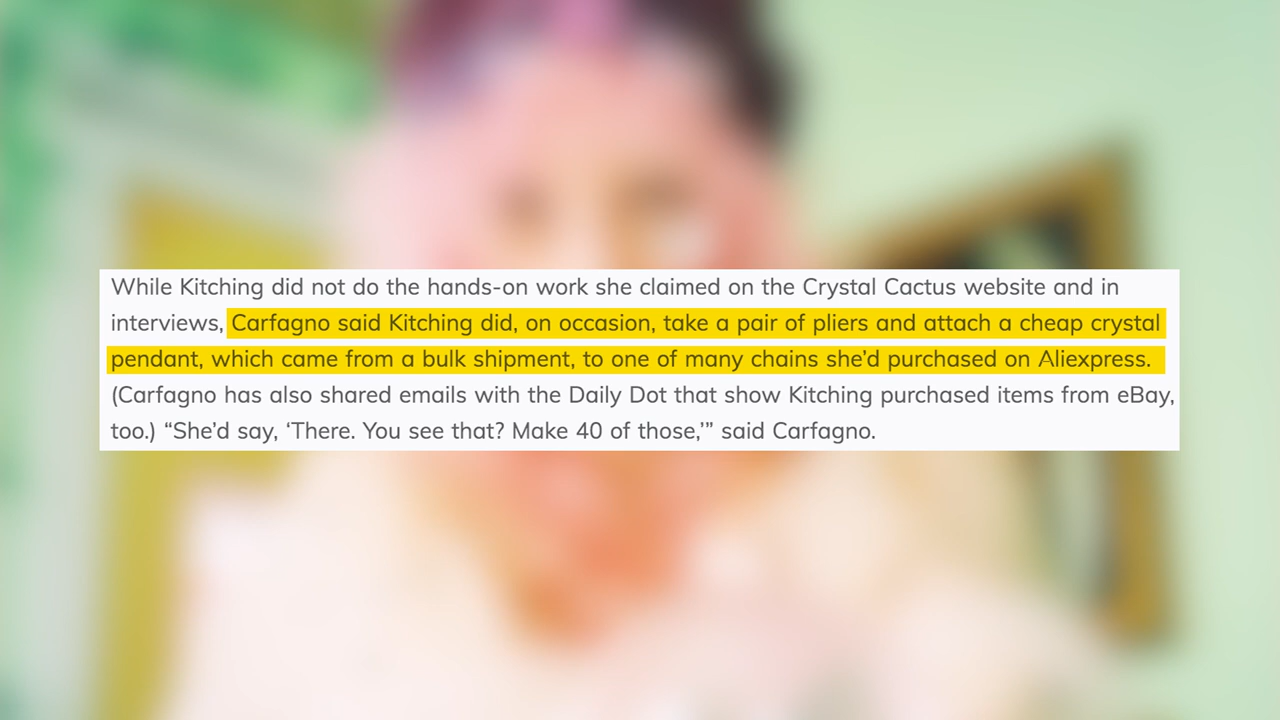 While Kitching did not do the hands-on work she claimed on the Crystal Cactus website and in
interviews, Carfagno said Kitching did, on occasion, take a pair of pliers and attach a cheap crystal
pendant, which came from a bulk shipment, to one of many chains she’d purchased on Aliexpress.
(Carfagno has also shared emails with the Daily Dot that show Kitching purchased items from eBay,
too.) “She’d say, ‘There. You see that? Make 40 of those,’” said Carfagno.